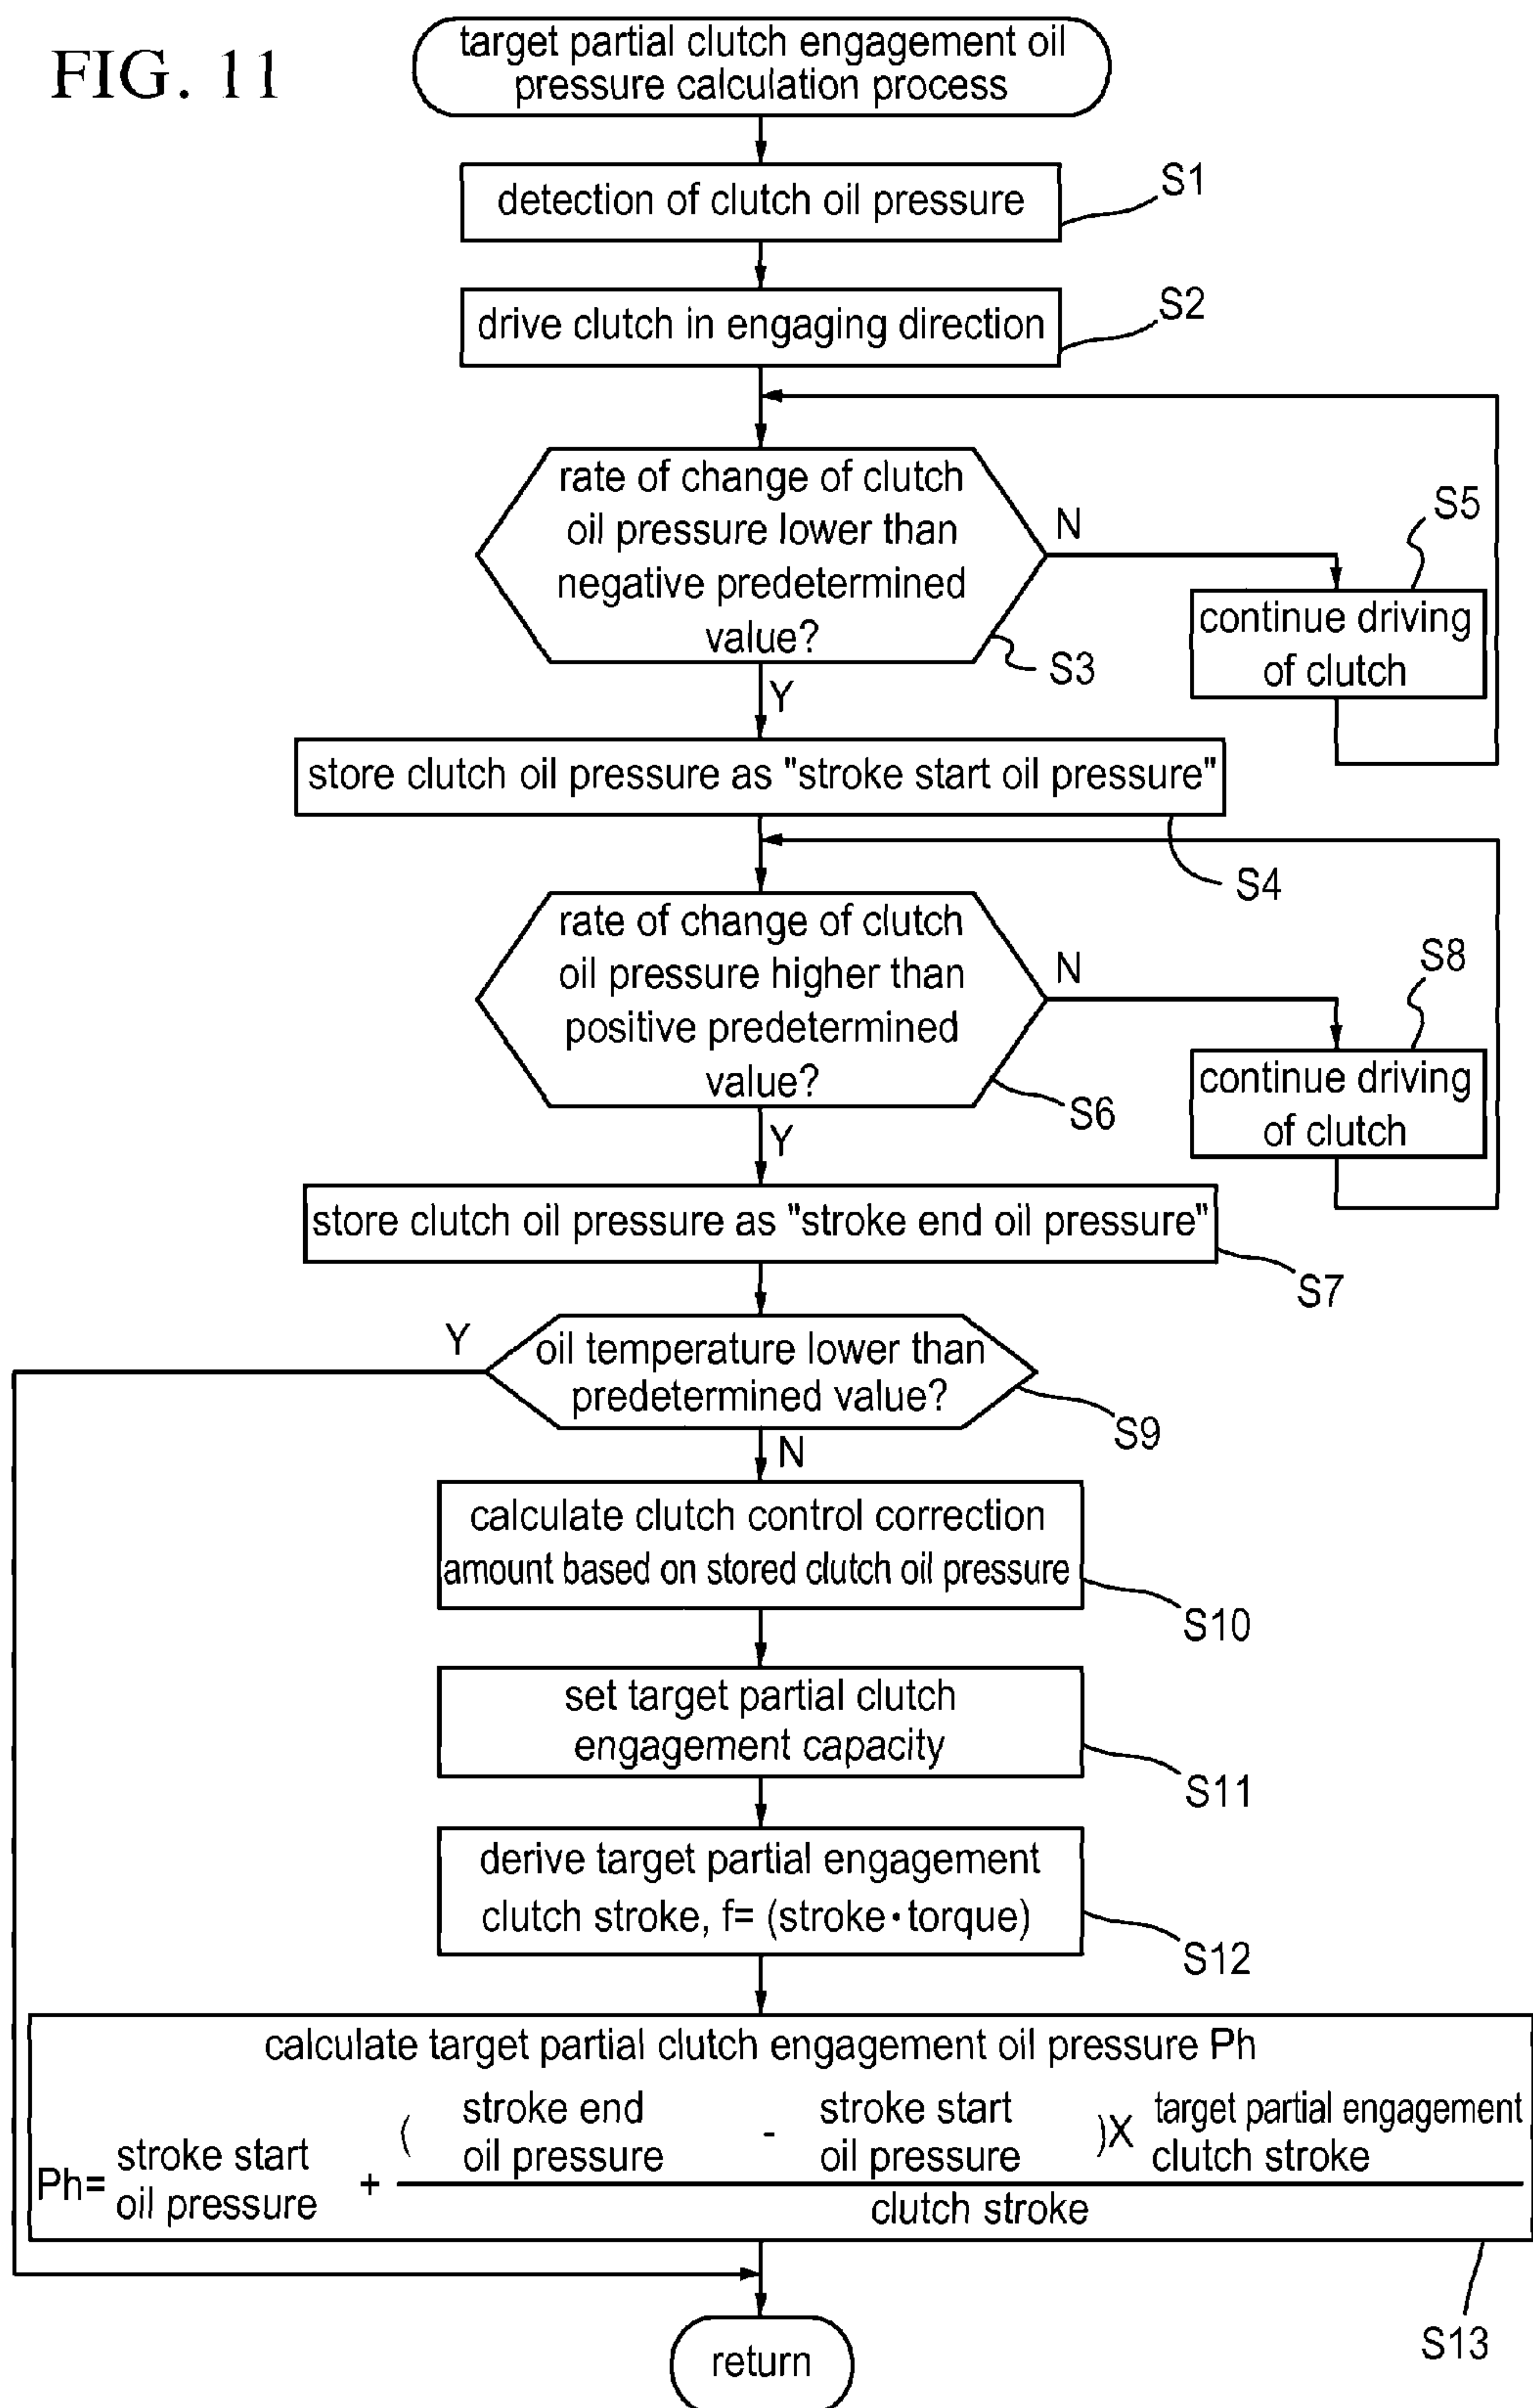 FIG. 11
target partial clutch engagement oil
pressure calculation process
detection of clutch oil pressure
S1
drive clutch in engaging direction
S2
rate of change of clutch
oil pressure lower than
negative predetermined
value?
N
S3
S5
continue driving
of clutch
Y
store clutch oil pressure as "stroke start oil pressure"
S4
rate of change of clutch
oil pressure higher than
positive predetermined
value?
N
S6
S8
continue driving
of clutch
Y
store clutch oil pressure as "stroke end oil pressure"
S7
Y
oil temperature lower than
predetermined value?
S9
N
calculate clutch control correction
amount based on stored clutch oil pressure
S10
set target partial clutch
engagement capacity
S11
derive target partial engagement
clutch stroke, f= (stroke·torque)
S12
calculate target partial clutch engagement oil pressure Ph
Ph= stroke start
oil pressure
+
( stroke end
oil pressure
- stroke start
oil pressure
)X target partial engagement
clutch stroke
clutch stroke
S13
return